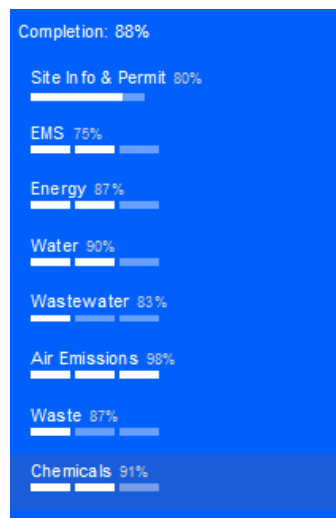 Completion: 88%
Site Info & Permit 80%
EMS 75%
Energy 87%
Water 90%
Wastewater 83%
Air Emissions 98%
Waste 87%
Chemicals 91%